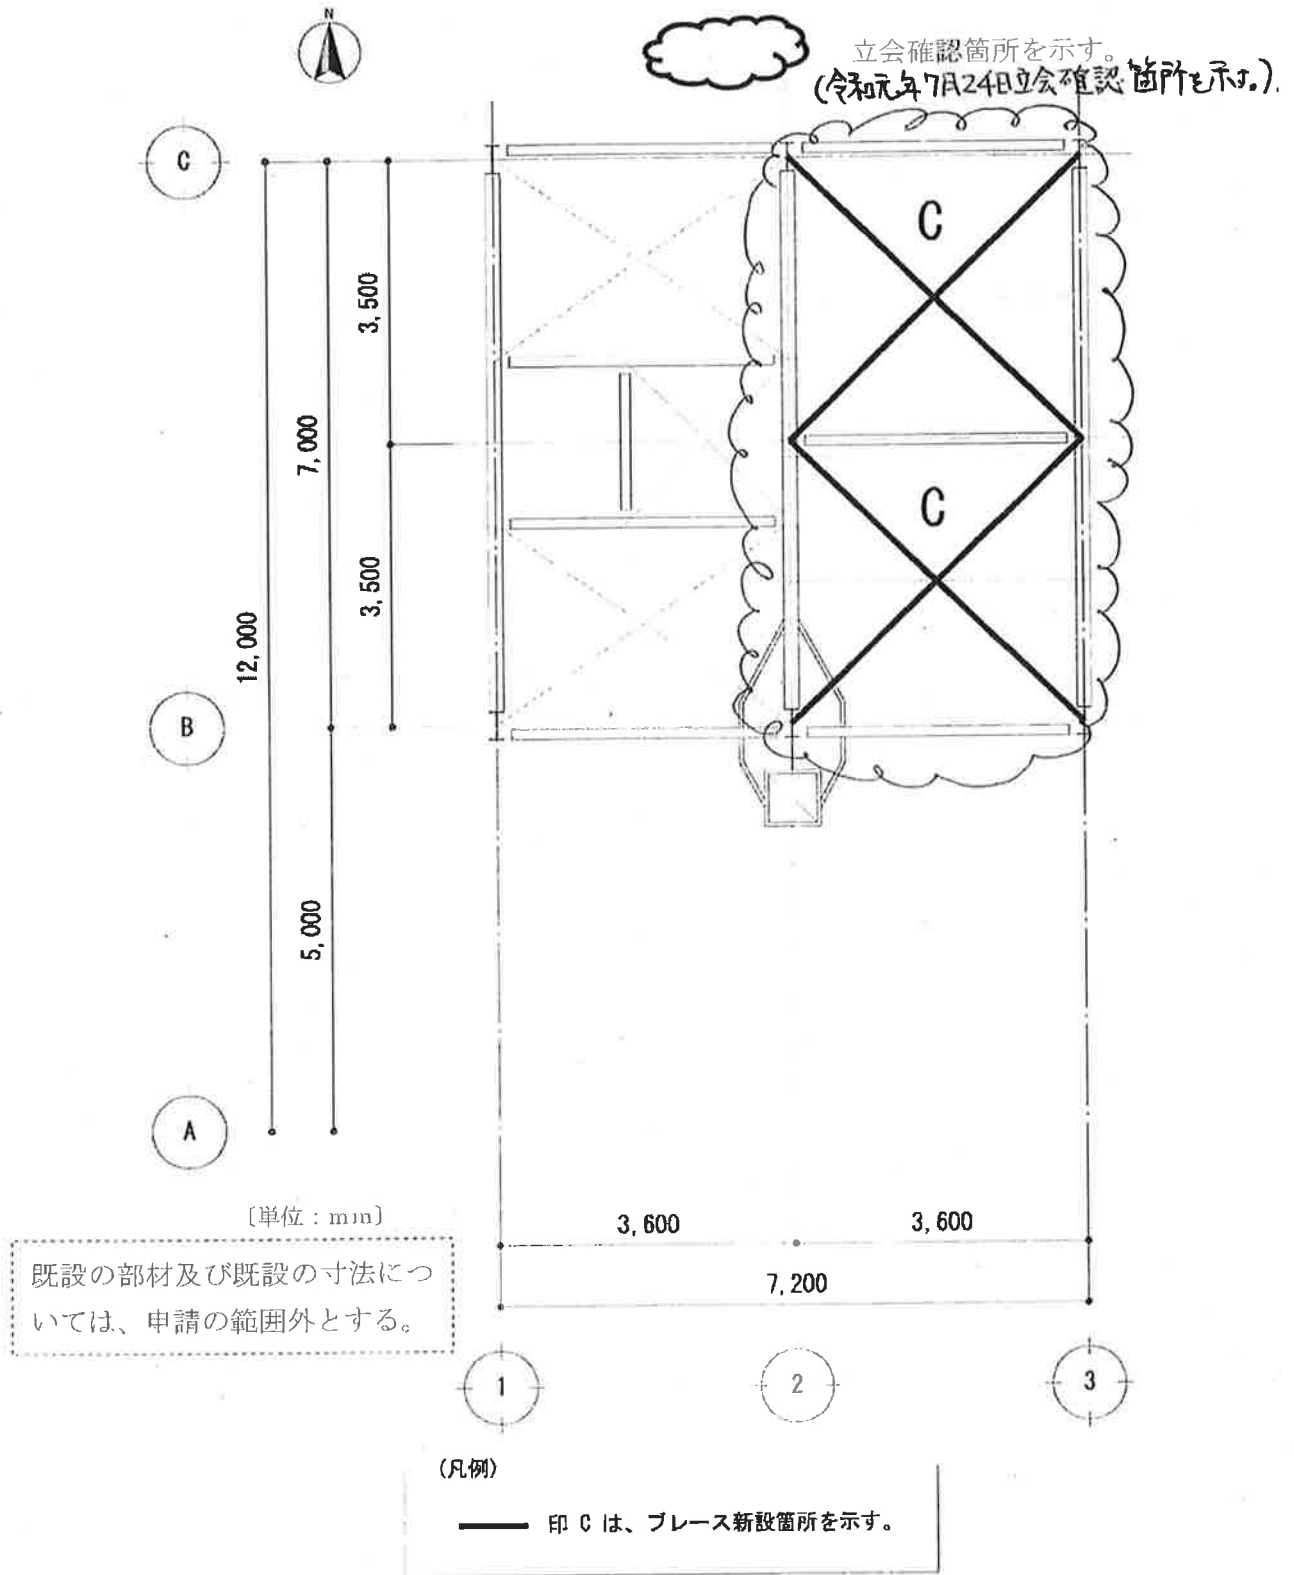 N
立会確認箇所を示す。
(令和元年7月24日立会確認箇所を示す。)
C
C
3,500
7,000
C
3,500
12,000
B
5,000
A
〔単位：mm〕
3,600
3,600
既設の部材及び既設の寸法につ
いては、申請の範囲外とする。
7,200
1
2
3
(凡例)
印 C は、ブレース新設箇所を示す。